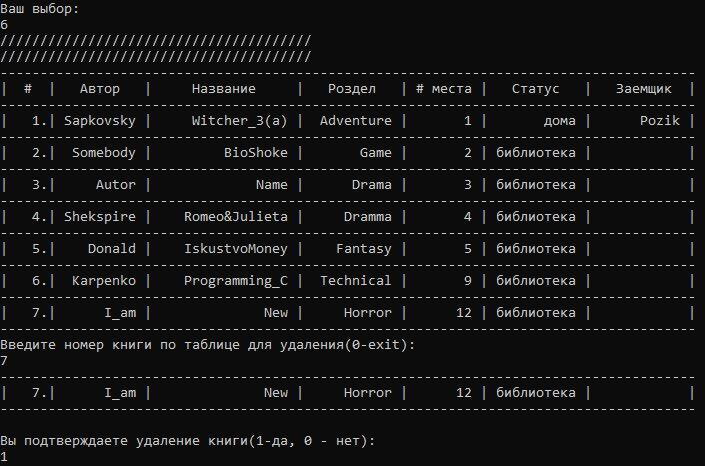 Ваш выбор:
6
///////////////////////////////////////
///////////////////////////////////////
---------------------------------------------------------------------------------------
|  #  |   Автор   |     Название     |   Раздел   | # места |   Статус   |   Заемщик  |
---------------------------------------------------------------------------------------
|   1.| Sapkovsky |     Witcher_3(a) |  Adventure |       1 |       дома |      Pozik |
---------------------------------------------------------------------------------------
|   2.|  Somebody |         BioShoke |       Game |       2 | библиотека |            |
---------------------------------------------------------------------------------------
|   3.|     Autor |             Name |      Drama |       3 | библиотека |            |
---------------------------------------------------------------------------------------
|   4.| Shekspire |    Romeo&Julieta |     Dramma |       4 | библиотека |            |
---------------------------------------------------------------------------------------
|   5.|    Donald |    IskustvoMoney |    Fantasy |       5 | библиотека |            |
---------------------------------------------------------------------------------------
|   6.|  Karpenko |    Programming_C |  Technical |       9 | библиотека |            |
---------------------------------------------------------------------------------------
|   7.|      I_am |              New |     Horror |      12 | библиотека |            |
---------------------------------------------------------------------------------------
Введите номер книги по таблице для удаления(0-exit):
7
---------------------------------------------------------------------------------------
|   7.|      I_am |              New |     Horror |      12 | библиотека |            |
---------------------------------------------------------------------------------------
Вы подтверждаете удаление книги(1-да, 0 - нет):
1